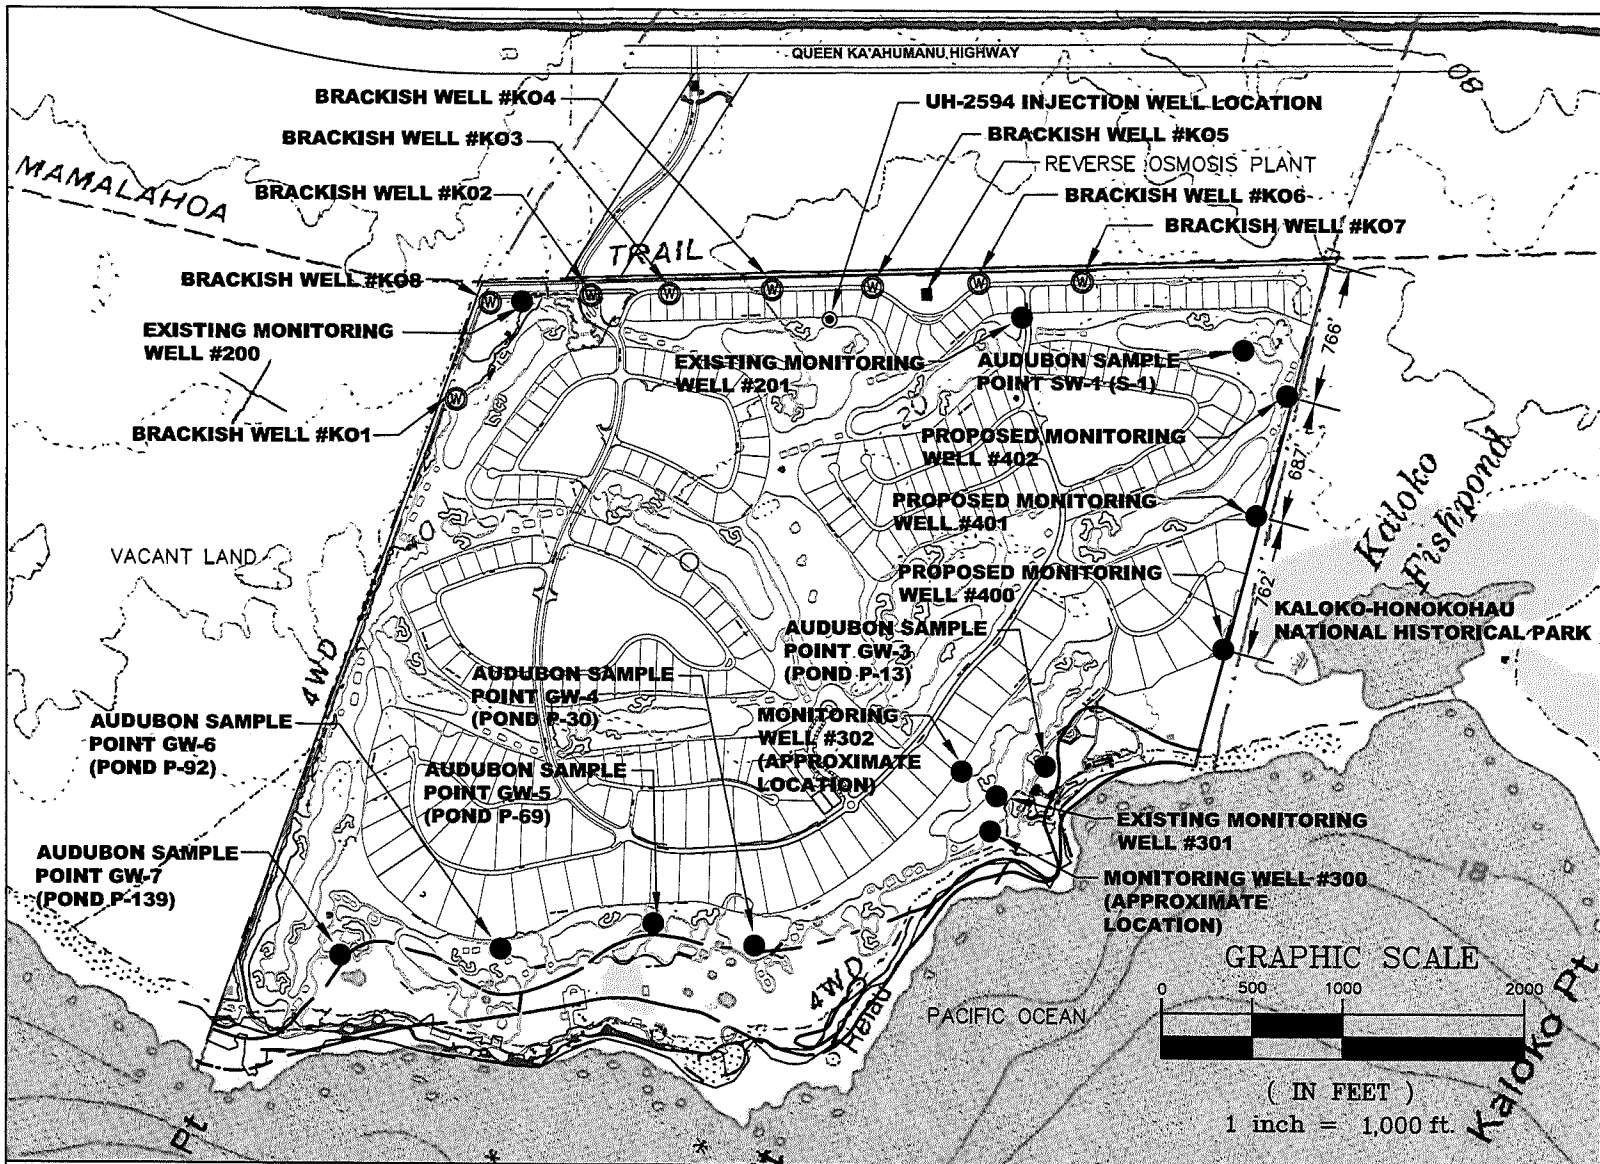 QUEEN KA'AHUMANU HIGHWAY
80
BRACKISH WELL #KO4
UH-2594 INJECTION WELL LOCATION
BRACKISH WELL #KO3
BRACKISH WELL #KO5
REVERSE OSMOSIS PLANT
MAMALAHOA
BRACKISH WELL #K02
BRACKISH WELL #KO6
BRACKISH WELL #KO7
TRAIL
BRACKISH WELL #KO8
W
W
W
W
W
W
W
EXISTING MONITORING
WELL #200
EXISTING MONITORING
WELL #201
AUDUBON SAMPLE
POINT SW-1 (S-1)
766'
W
BRACKISH WELL #KO1
20
PROPOSED MONITORING
WELL #402
687'
Kaloko
Fishpond
PROPOSED MONITORING
WELL #401
VACANT LAND
PROPOSED MONITORING
WELL #400
762'
KALOKO-HONOKOHAU
NATIONAL HISTORICAL PARK
AUDUBON SAMPLE
POINT GW-3
(POND P-13)
4WD
AUDUBON SAMPLE
POINT GW-4
(POND P-30)
AUDUBON SAMPLE
POINT GW-6
(POND P-92)
MONITORING
WELL #302
(APPROXIMATE
LOCATION)
AUDUBON SAMPLE
POINT GW-5
(POND P-69)
EXISTING MONITORING
WELL #301
AUDUBON SAMPLE
POINT GW-7
(POND P-139)
18
MONITORING WELL #300
(APPROXIMATE
LOCATION)
4WD
Heiau
PACIFIC OCEAN
GRAPHIC SCALE
0 500 1000 2000
( IN FEET )
1 inch = 1,000 ft.
Kaloko Pt
Pt